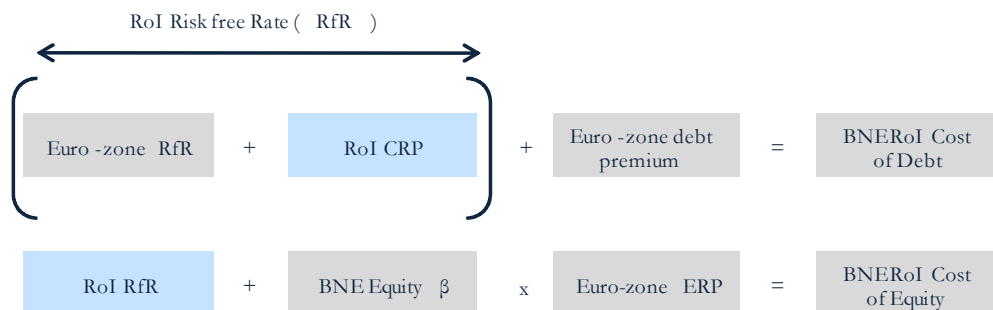 RoI Risk free Rate ( RfR )
Euro -zone RfR + RoI CRP + Euro -zone debt premium = BNERoI Cost of Debt
RoI RfR + BNE Equity β x Euro-zone ERP = BNERoI Cost of Equity